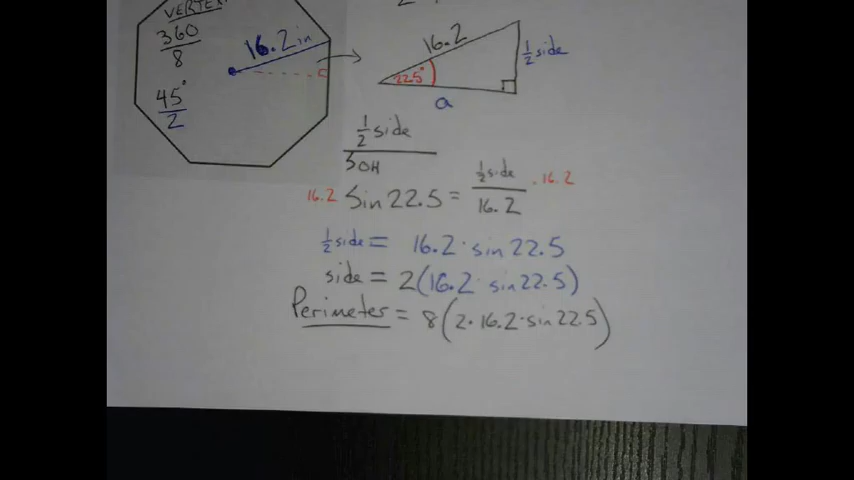 VERTEX
360
8
16.2 in
45°
2
16.2
22.5°
1/2 side
a
1/2 side
SOH
16.2 Sin 22.5 = 1/2 side / 16.2 · 16.2
1/2 side = 16.2 · sin 22.5
side = 2(16.2 · sin 22.5)
Perimeter = 8(2 · 16.2 · sin 22.5)